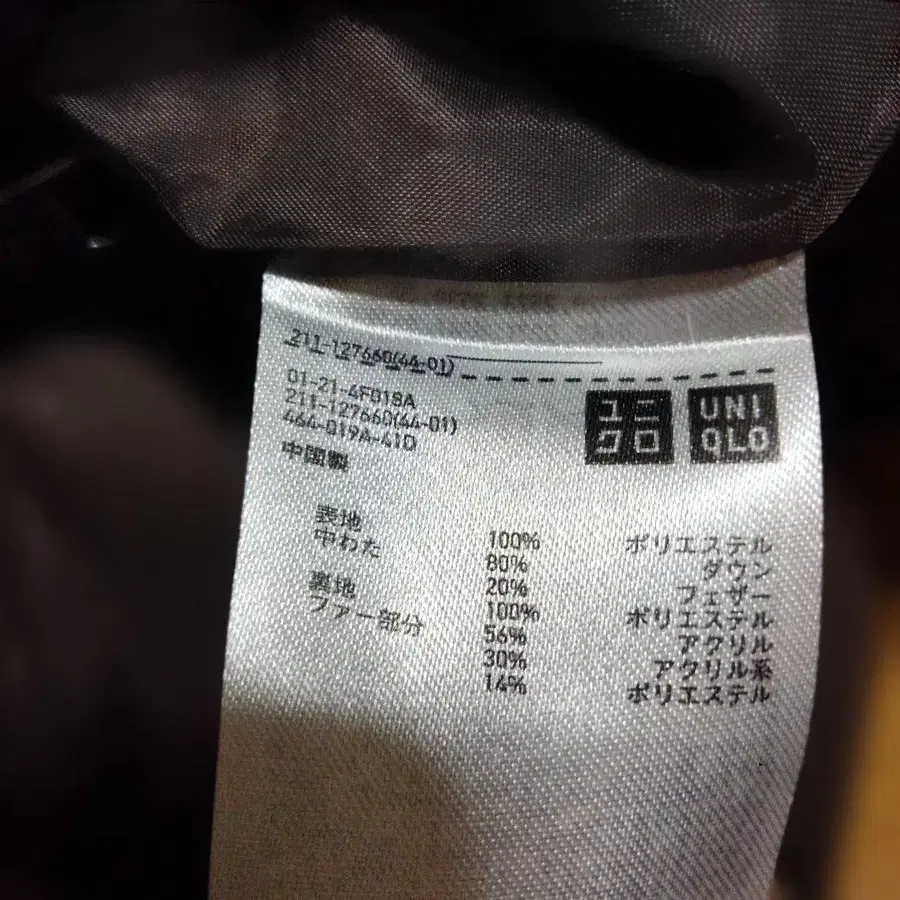 211-127660(44-01)
01-21-4F018A
211-127660(44-01)
464-019A-41D
中国製
ユニ
クロ
UNI
QLO
表地 100% ポリエステル
中わた 80% ダウン
20% フェザー
裏地 100% ポリエステル
ファー部分 56% アクリル
30% アクリル系
14% ポリエステル